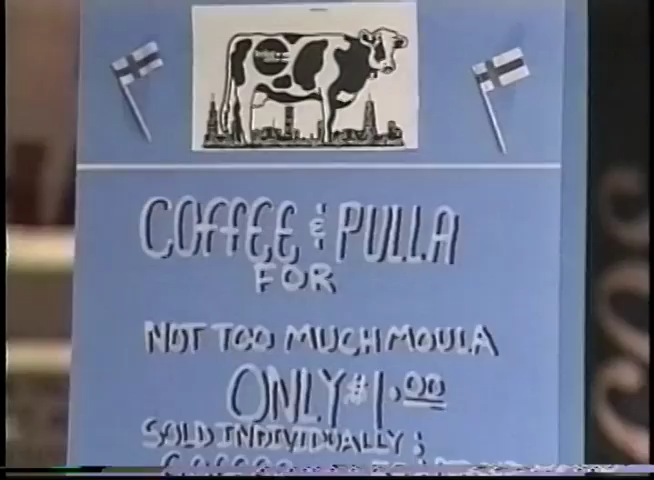 COFFEE & PULLA
FOR
NOT TOO MUCH MOULA
ONLY $1.00
SOLD INDIVIDUALLY;